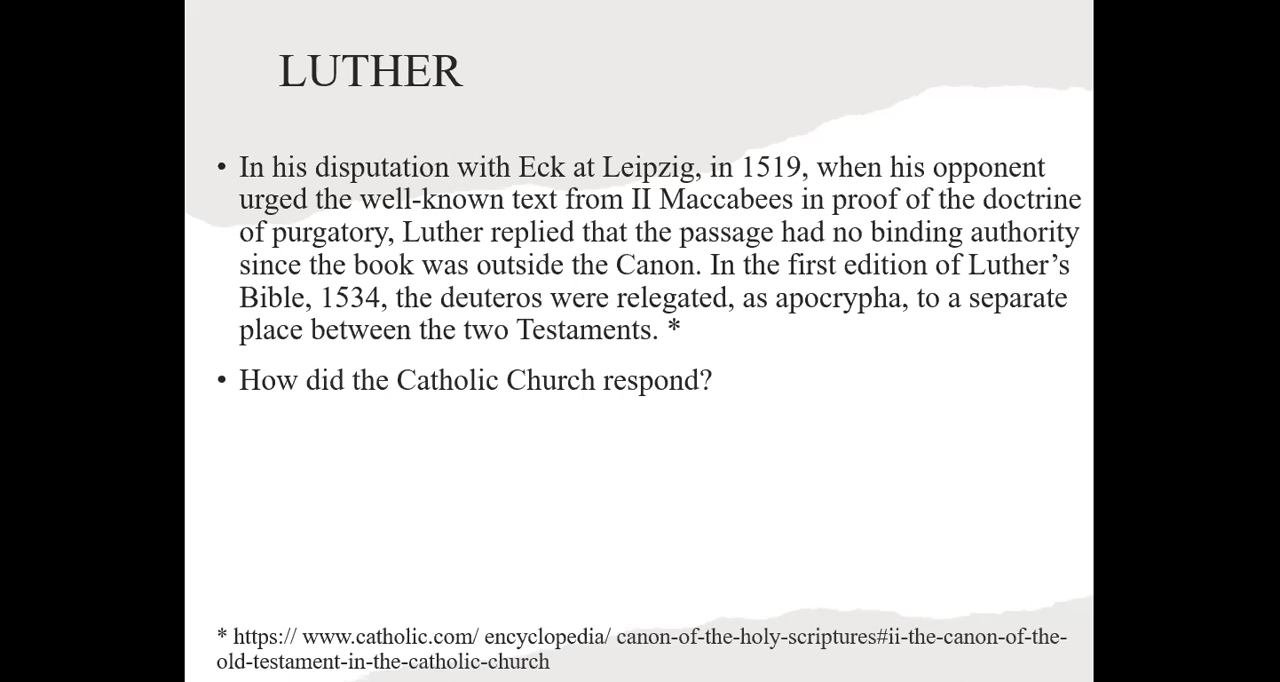 LUTHER
• In his disputation with Eck at Leipzig, in 1519, when his opponent
urged the well-known text from II Maccabees in proof of the doctrine
of purgatory, Luther replied that the passage had no binding authority
since the book was outside the Canon. In the first edition of Luther’s
Bible, 1534, the deuteros were relegated, as apocrypha, to a separate
place between the two Testaments. *
• How did the Catholic Church respond?
* https:// www.catholic.com/ encyclopedia/ canon-of-the-holy-scriptures#ii-the-canon-of-the-
old-testament-in-the-catholic-church